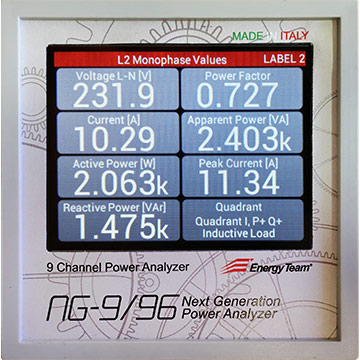 MADE IN ITALY
L2 Monophase Values LABEL 2
Voltage L-N [V] Power Factor
231.9 0.727
Current [A] Apparent Power [VA]
10.29 2.403k
Active Power [W] Peak Current [A]
2.063k 11.34
Reactive Power [VAr] Quadrant
1.475k Quadrant I, P+ Q+
Inductive Load
9 Channel Power Analyzer EnergyTeam®
NG-9/96 Next Generation
Power Analyzer